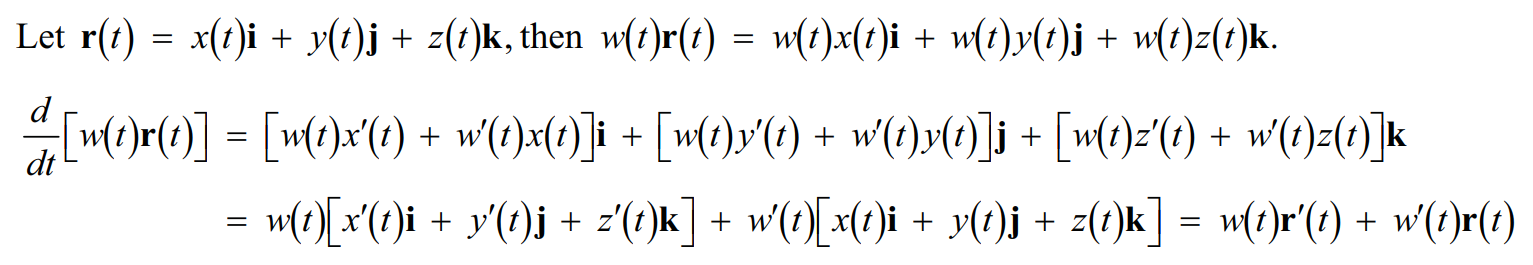 Let r(t) = x(t)i + y(t)j + z(t)k, then w(t)r(t) = w(t)x(t)i + w(t)y(t)j + w(t)z(t)k.
d/dt[w(t)r(t)] = [w(t)x′(t) + w′(t)x(t)]i + [w(t)y′(t) + w′(t)y(t)]j + [w(t)z′(t) + w′(t)z(t)]k
= w(t)[x′(t)i + y′(t)j + z′(t)k] + w′(t)[x(t)i + y(t)j + z(t)k] = w(t)r′(t) + w′(t)r(t)